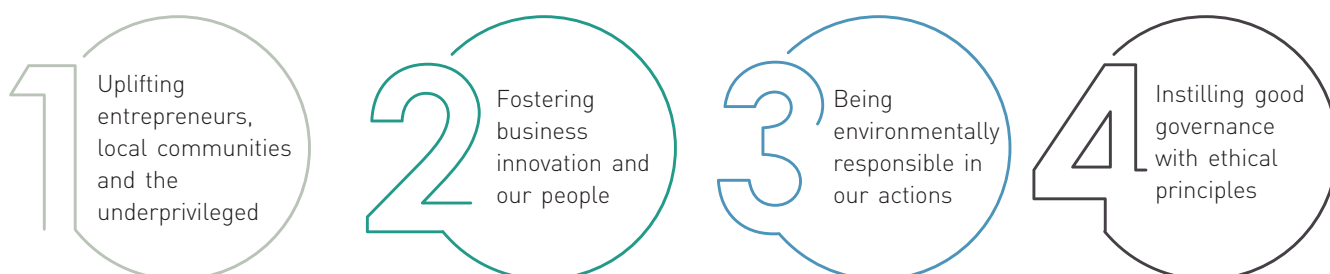 1
Uplifting
entrepreneurs,
local communities
and the
underprivileged
2
Fostering
business
innovation and
our people
3
Being
environmentally
responsible in
our actions
4
Instilling good
governance
with ethical
principles